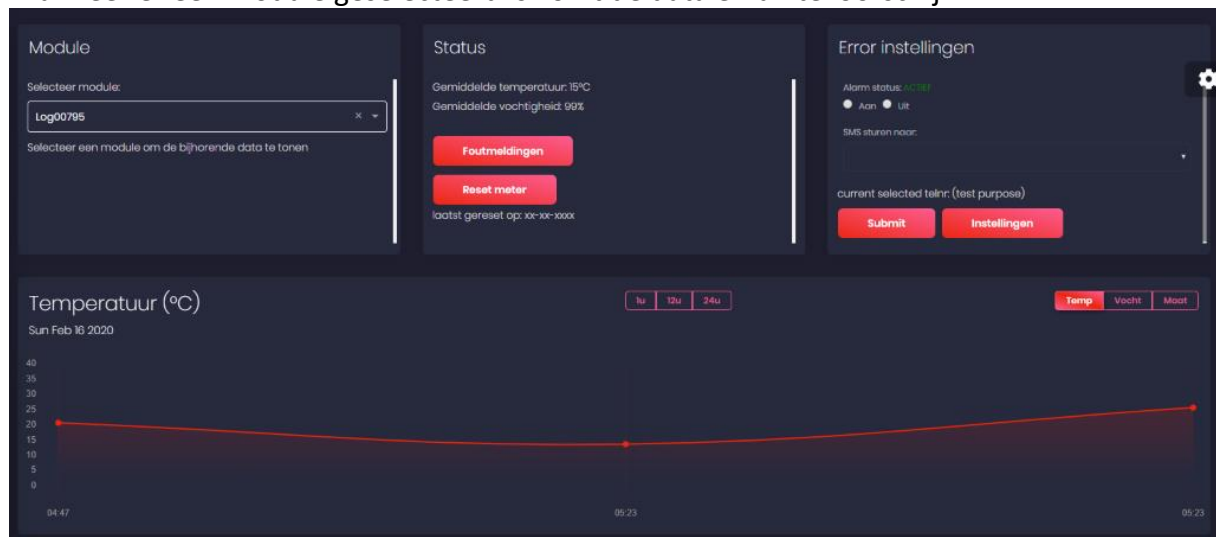 Module
Selecteer module:
Log00795
Selecteer een module om de bijhorende data te tonen
Status
Gemiddelde temperatuur: 15°C
Gemiddelde vochtigheid: 99%
Foutmeldingen
Reset meter
laatst gereset op: xx-xx-xxxx
Error instellingen
Alarm status: ACTIEF
Aan Uit
SMS sturen naar:
current selected telnr: (test purpose)
Submit Instellingen
Temperatuur (°C)
1u 12u 24u
Temp Vocht Maat
Sun Feb 16 2020
40
35
30
25
20
15
10
5
0
04:47 05:23 05:23